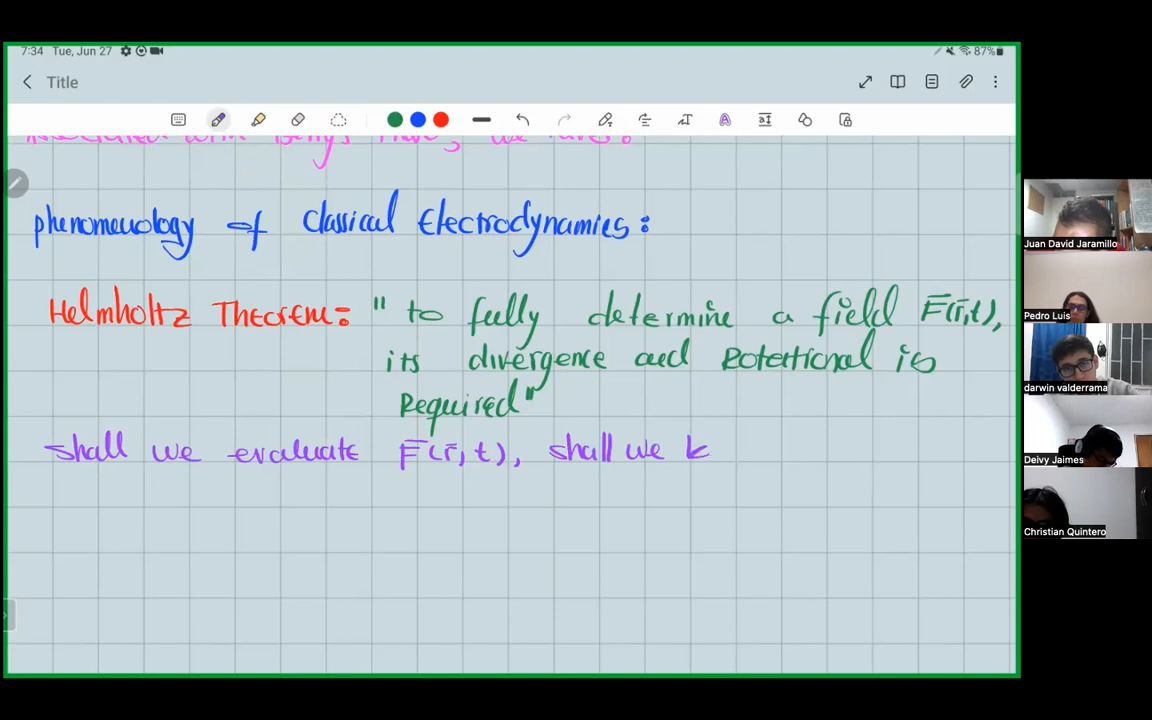 7:34 Tue, Jun 27
87%
Title
we have:
phenomenology of Classical Electrodynamics:
Helmholtz Theorem: "to fully determine a field F̄(r̄,t),
its divergence and Rotational is
Required"
shall we evaluate F̄(r̄,t), shall we k
Juan David Jaramillo
Pedro Luis
darwin valderrama
Deivy Jaimes
Christian Quintero